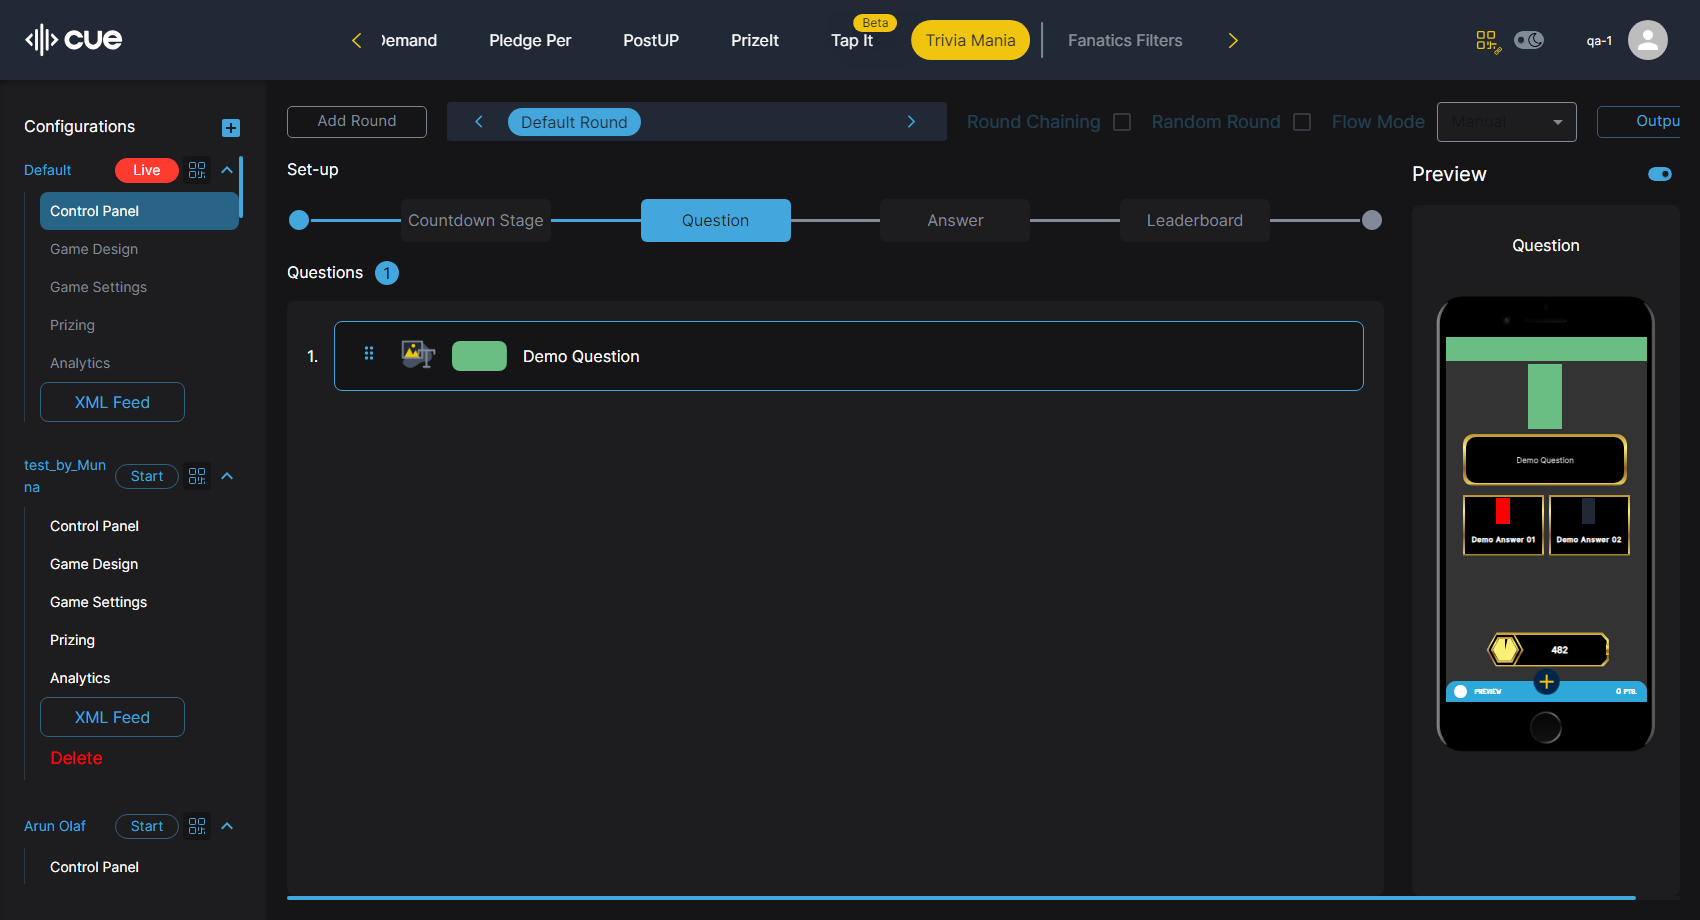 cue
Demand
Pledge Per
PostUP
PrizeIt
Tap It
Beta
Trivia Mania
Fanatics Filters
qa-1
Configurations
Default
Live
Control Panel
Game Design
Game Settings
Prizing
Analytics
XML Feed
test_by_Mun
na
Start
Control Panel
Game Design
Game Settings
Prizing
Analytics
XML Feed
Delete
Arun Olaf
Start
Control Panel
Add Round
Default Round
Round Chaining
Random Round
Flow Mode
Manual
Outpu
Set-up
Countdown Stage
Question
Answer
Leaderboard
Questions 1
1.
Demo Question
Preview
Question
Demo Question
Demo Answer 01
Demo Answer 02
482
PREVIEW
0 PTS.